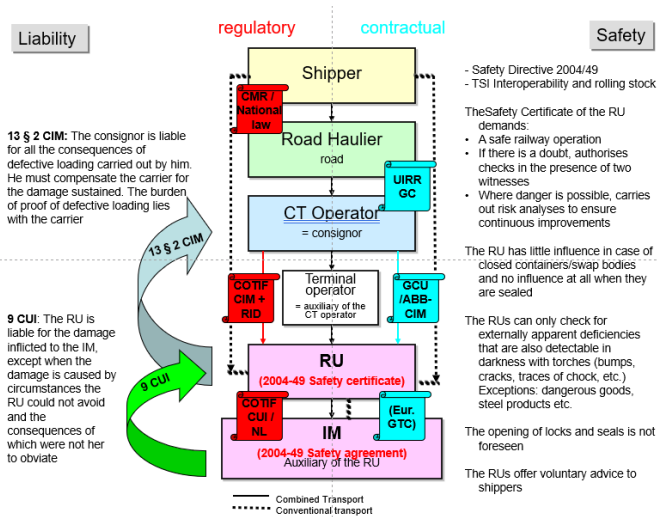 Liability
regulatory
contractual
Safety
Shipper
CMR /
National
law
Road Haulier
road
UIRR
GC
CT Operator
= consignor
COTIF
CIM +
RID
Terminal
operator
= auxiliary of the
CT operator
GCU
/ABB-
CIM
RU
(2004-49 Safety certificate)
COTIF
CUI /
NL
(Eur.
GTC)
IM
(2004-49 Safety agreement)
Auxiliary of the RU
13 § 2 CIM: The consignor is liable
for all the consequences of
defective loading carried out by him.
He must compensate the carrier for
the damage sustained. The burden
of proof of defective loading lies
with the carrier
13 § 2 CIM
9 CUI: The RU is
liable for the damage
inflicted to the IM,
except when the
damage is caused by
circumstances the
RU could not avoid
and the
consequences of
which were not her
to obviate
9 CUI
- Safety Directive 2004/49
- TSI Interoperability and rolling stock
TheSafety Certificate of the RU
demands:
• A safe railway operation
• If there is a doubt, authorises
checks in the presence of two
witnesses
• Where danger is possible, carries
out risk analyses to ensure
continuous improvements
The RU has little influence in case of
closed containers/swap bodies
and no influence at all when they
are sealed
The RUs can only check for
externally apparent deficiencies
that are also detectable in
darkness with torches (bumps,
cracks, traces of chock, etc.)
Exceptions: dangerous goods,
steel products etc.
The opening of locks and seals is not
foreseen
The RUs offer voluntary advice to
shippers
Combined Transport
Conventional transport